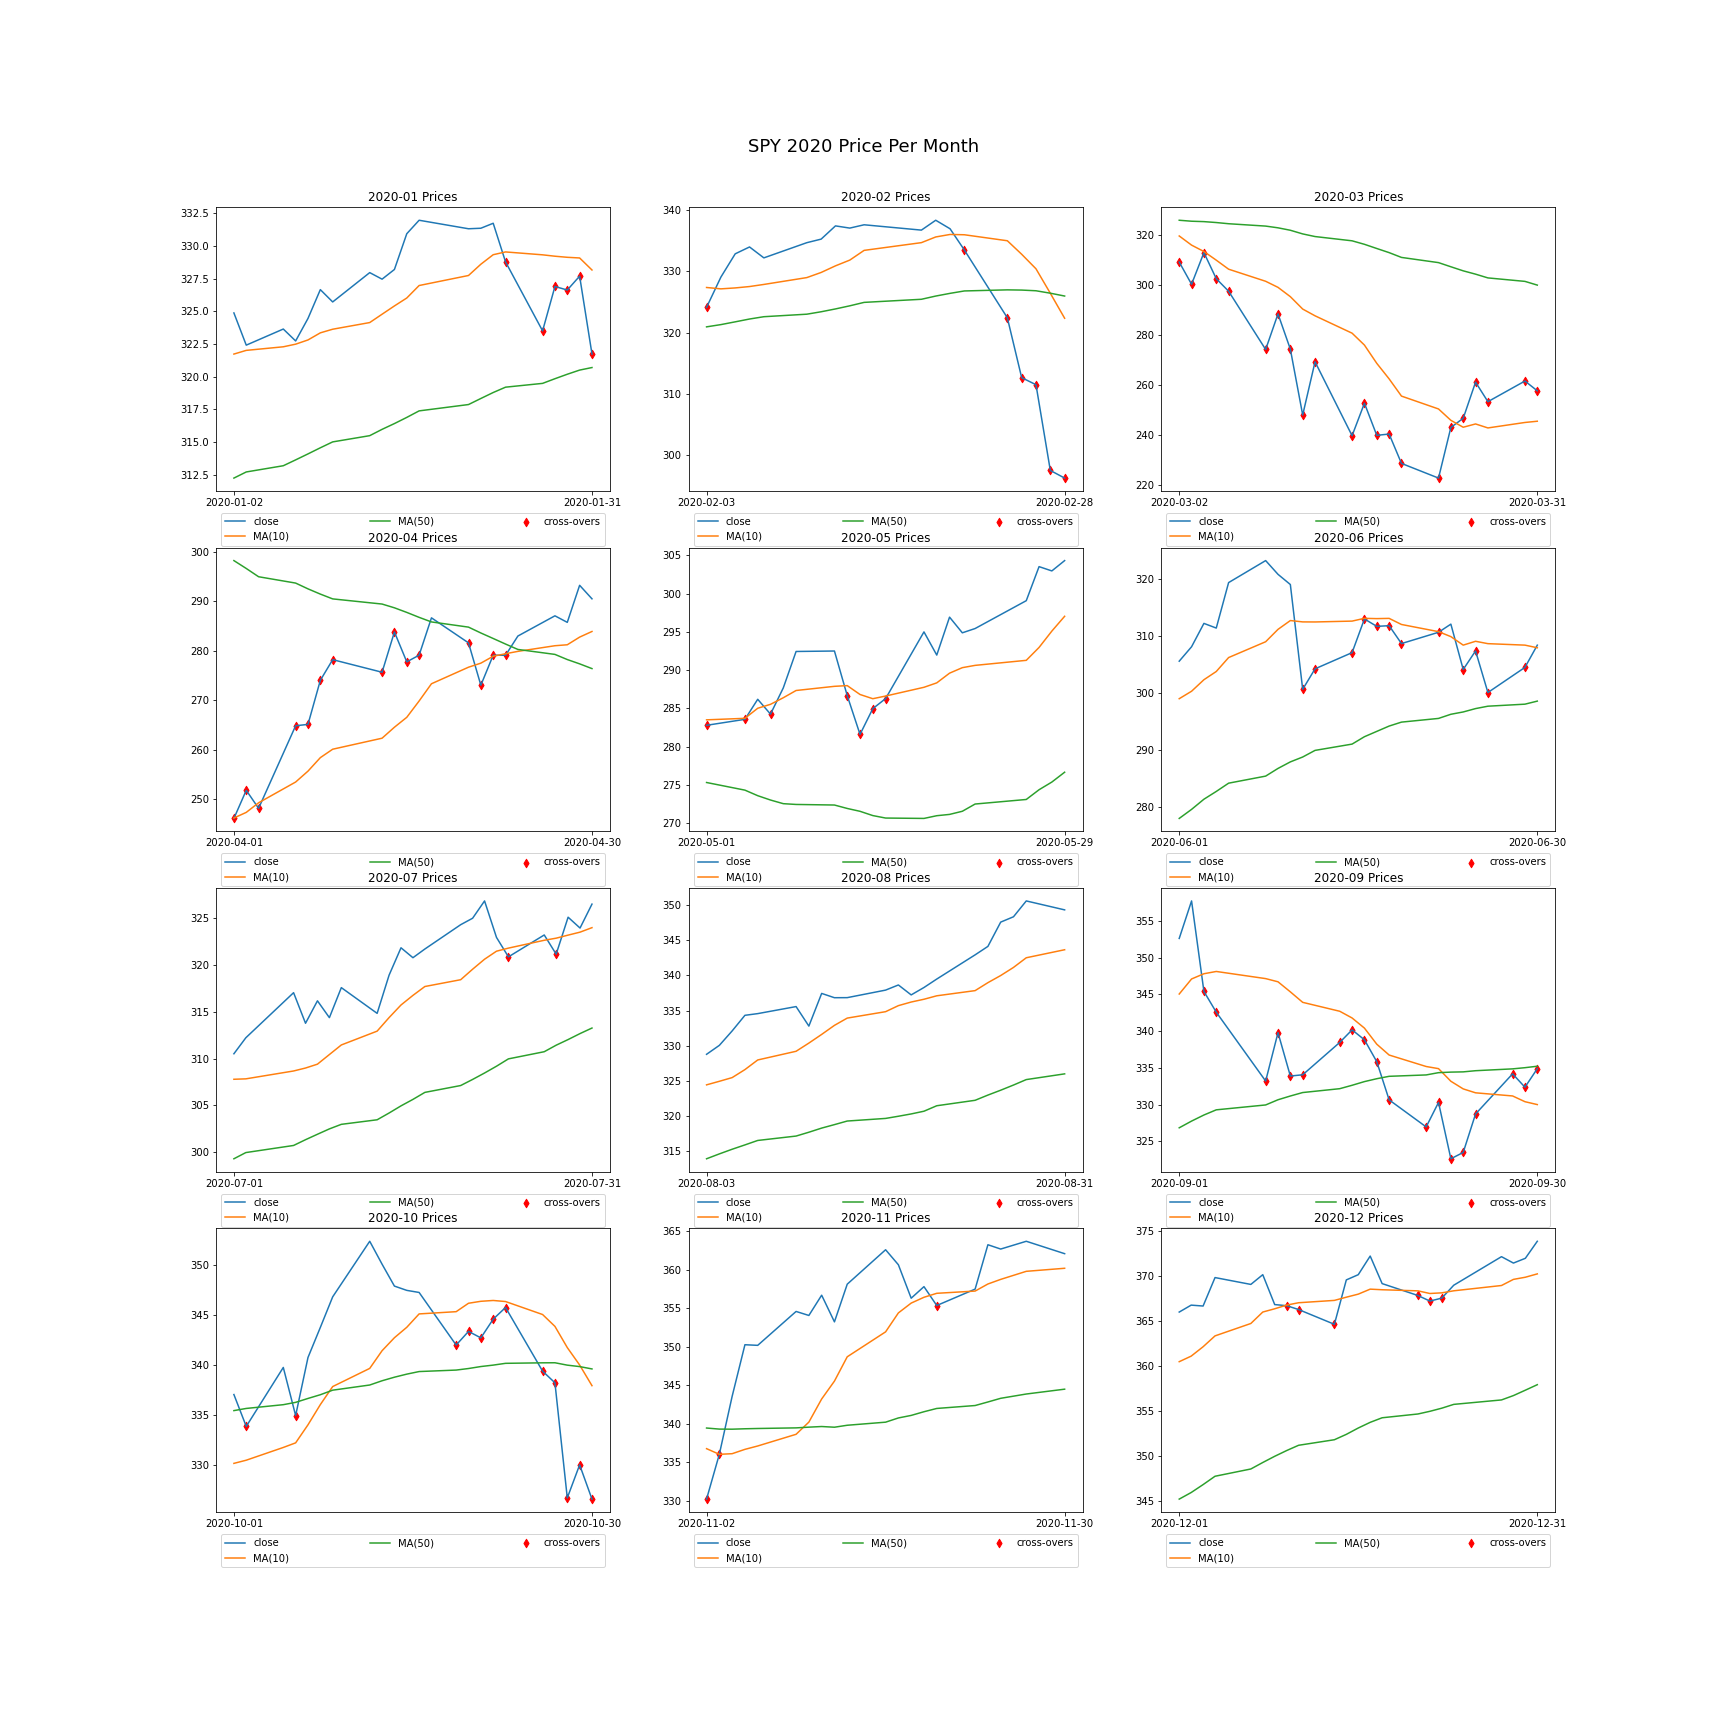 SPY 2020 Price Per Month
2020-01 Prices
332.5
330.0
327.5
325.0
322.5
320.0
317.5
315.0
312.5
2020-01-02 2020-01-31
close MA(50) cross-overs
MA(10)
2020-02 Prices
340
330
320
310
300
2020-02-03 2020-02-28
close MA(50) cross-overs
MA(10)
2020-03 Prices
320
300
280
260
240
220
2020-03-02 2020-03-31
close MA(50) cross-overs
MA(10)
2020-04 Prices
300
290
280
270
260
250
2020-04-01 2020-04-30
close MA(50) cross-overs
MA(10)
2020-05 Prices
305
300
295
290
285
280
275
270
2020-05-01 2020-05-29
close MA(50) cross-overs
MA(10)
2020-06 Prices
320
310
300
290
280
2020-06-01 2020-06-30
close MA(50) cross-overs
MA(10)
2020-07 Prices
325
320
315
310
305
300
2020-07-01 2020-07-31
close MA(50) cross-overs
MA(10)
2020-08 Prices
350
345
340
335
330
325
320
315
2020-08-03 2020-08-31
close MA(50) cross-overs
MA(10)
2020-09 Prices
355
350
345
340
335
330
325
2020-09-01 2020-09-30
close MA(50) cross-overs
MA(10)
2020-10 Prices
350
345
340
335
330
2020-10-01 2020-10-30
close MA(50) cross-overs
MA(10)
2020-11 Prices
365
360
355
350
345
340
335
330
2020-11-02 2020-11-30
close MA(50) cross-overs
MA(10)
2020-12 Prices
375
370
365
360
355
350
345
2020-12-01 2020-12-31
close MA(50) cross-overs
MA(10)